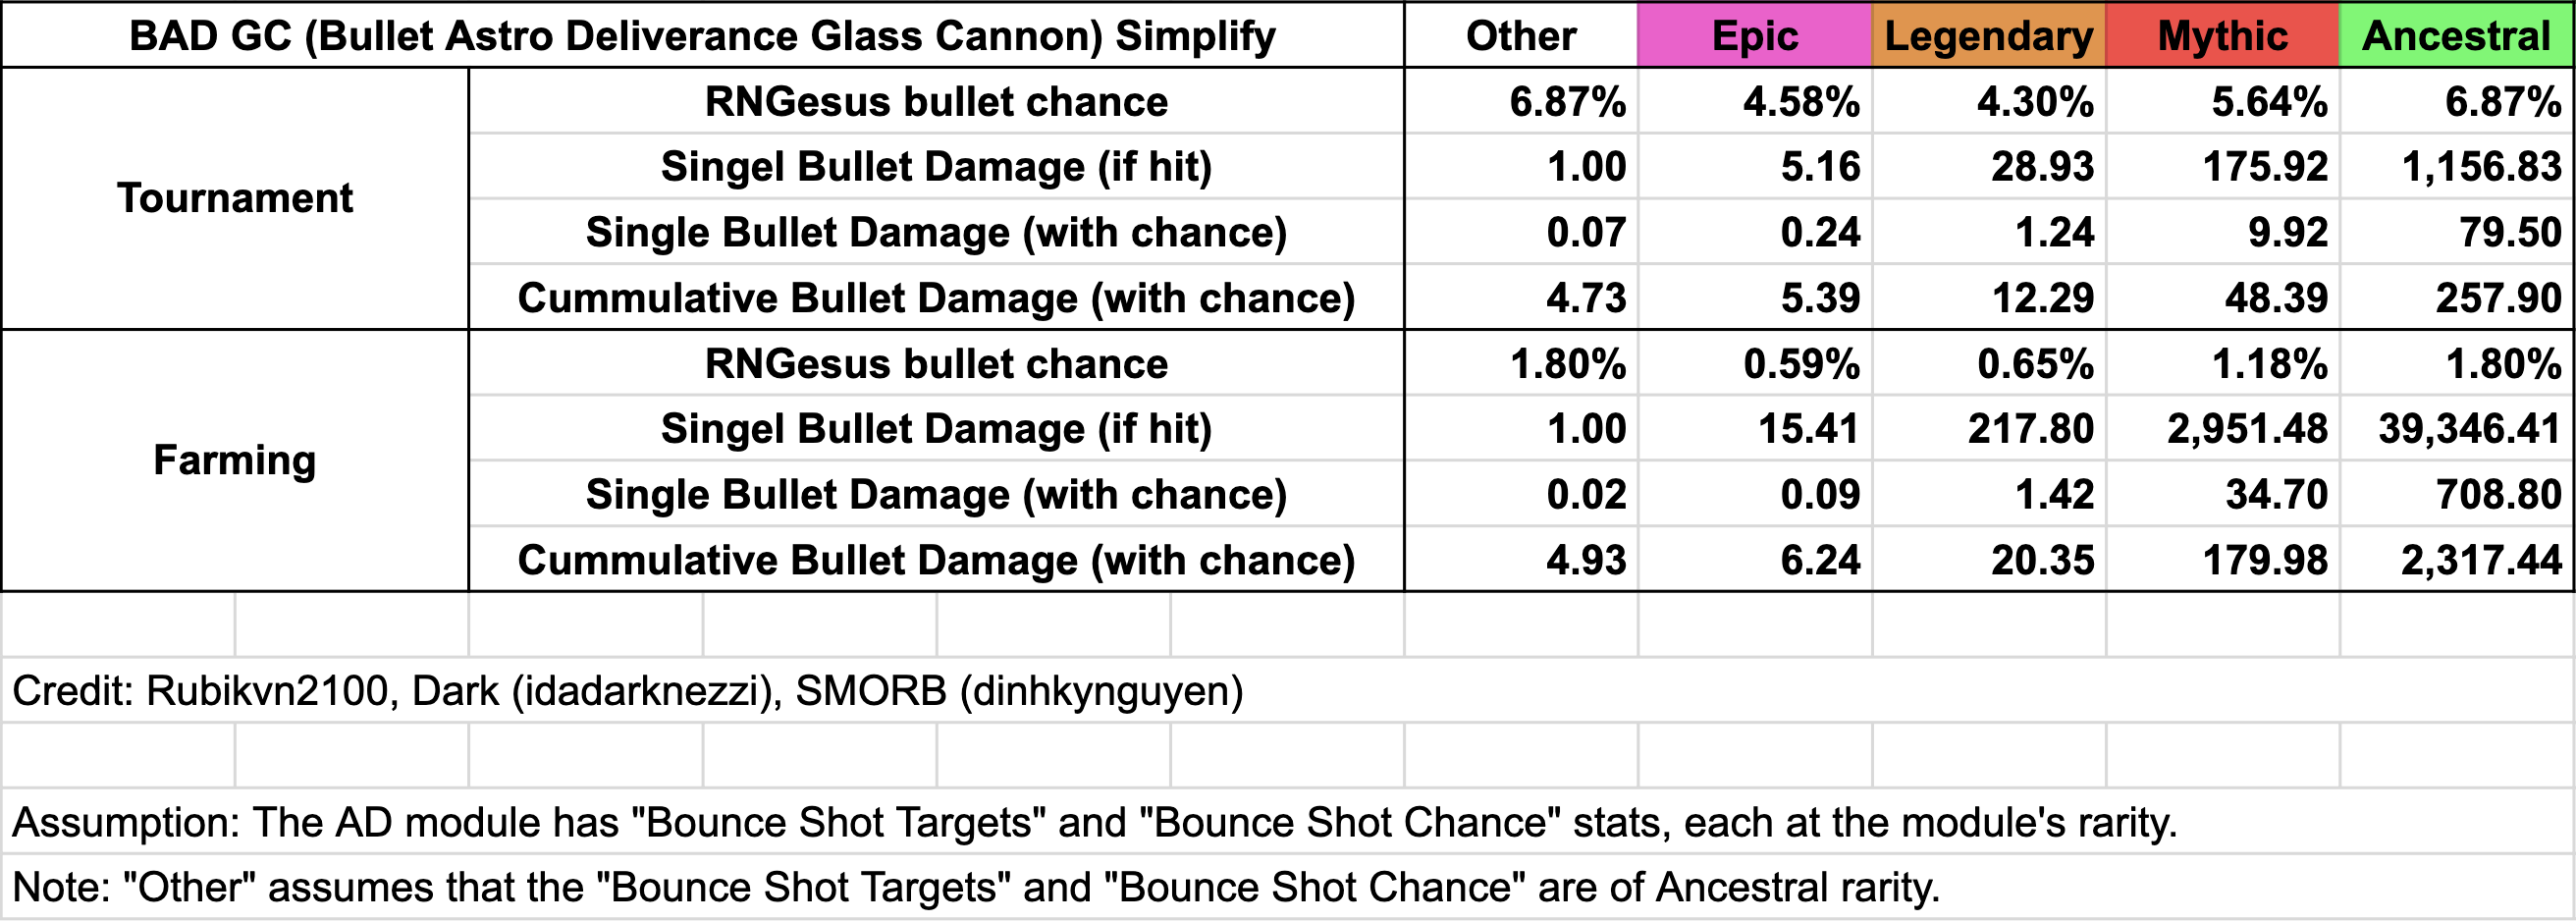 BAD GC (Bullet Astro Deliverance Glass Cannon) Simplify Other Epic Legendary Mythic Ancestral
Tournament
RNGesus bullet chance 6.87% 4.58% 4.30% 5.64% 6.87%
Singel Bullet Damage (if hit) 1.00 5.16 28.93 175.92 1,156.83
Single Bullet Damage (with chance) 0.07 0.24 1.24 9.92 79.50
Cummulative Bullet Damage (with chance) 4.73 5.39 12.29 48.39 257.90
Farming
RNGesus bullet chance 1.80% 0.59% 0.65% 1.18% 1.80%
Singel Bullet Damage (if hit) 1.00 15.41 217.80 2,951.48 39,346.41
Single Bullet Damage (with chance) 0.02 0.09 1.42 34.70 708.80
Cummulative Bullet Damage (with chance) 4.93 6.24 20.35 179.98 2,317.44
Credit: Rubikvn2100, Dark (idadarknezzi), SMORB (dinhkynguyen)
Assumption: The AD module has "Bounce Shot Targets" and "Bounce Shot Chance" stats, each at the module's rarity.
Note: "Other" assumes that the "Bounce Shot Targets" and "Bounce Shot Chance" are of Ancestral rarity.